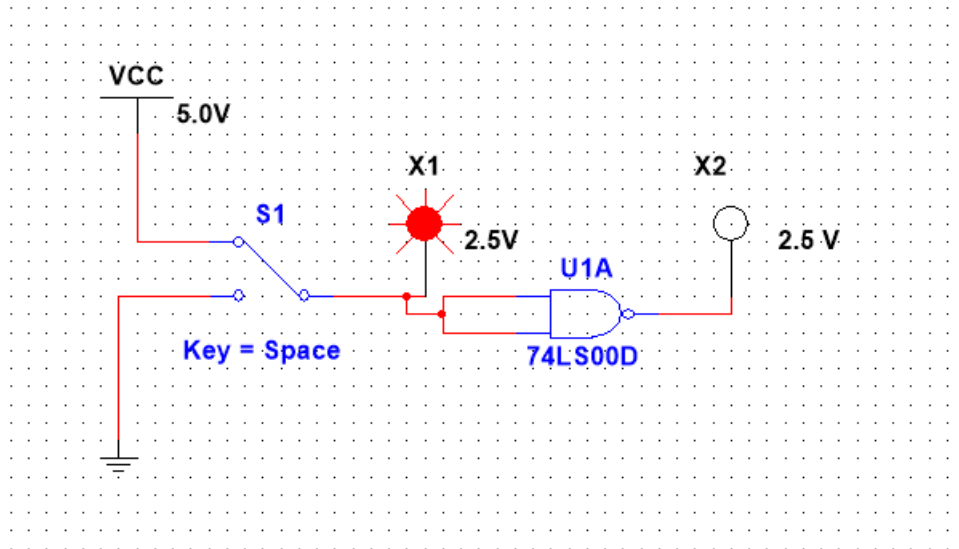 VCC
5.0V
X1
X2
S1
2.5V
2.5 V
U1A
Key = Space
74LS00D